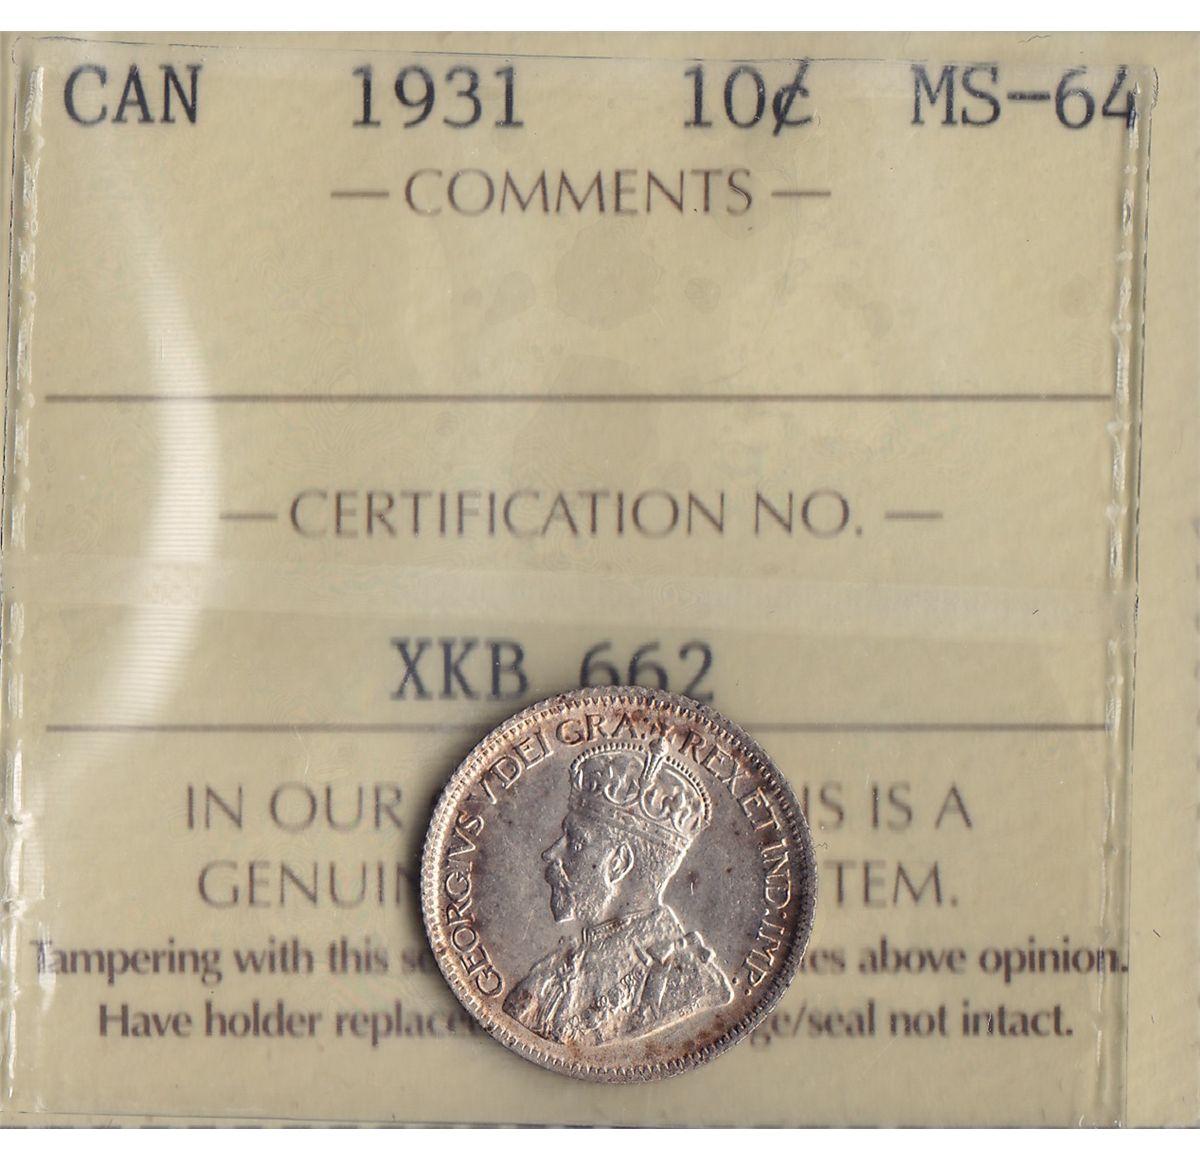 CAN 1931 10¢ MS-64
— COMMENTS —
— CERTIFICATION NO. —
XKB 662
IN OUR IS IS A
GENUIN TEM.
Tampering with this s es above opinion.
Have holder replace ge/seal not intact.
GEORGIVS V DEI GRA: REX ET IND: IMP: